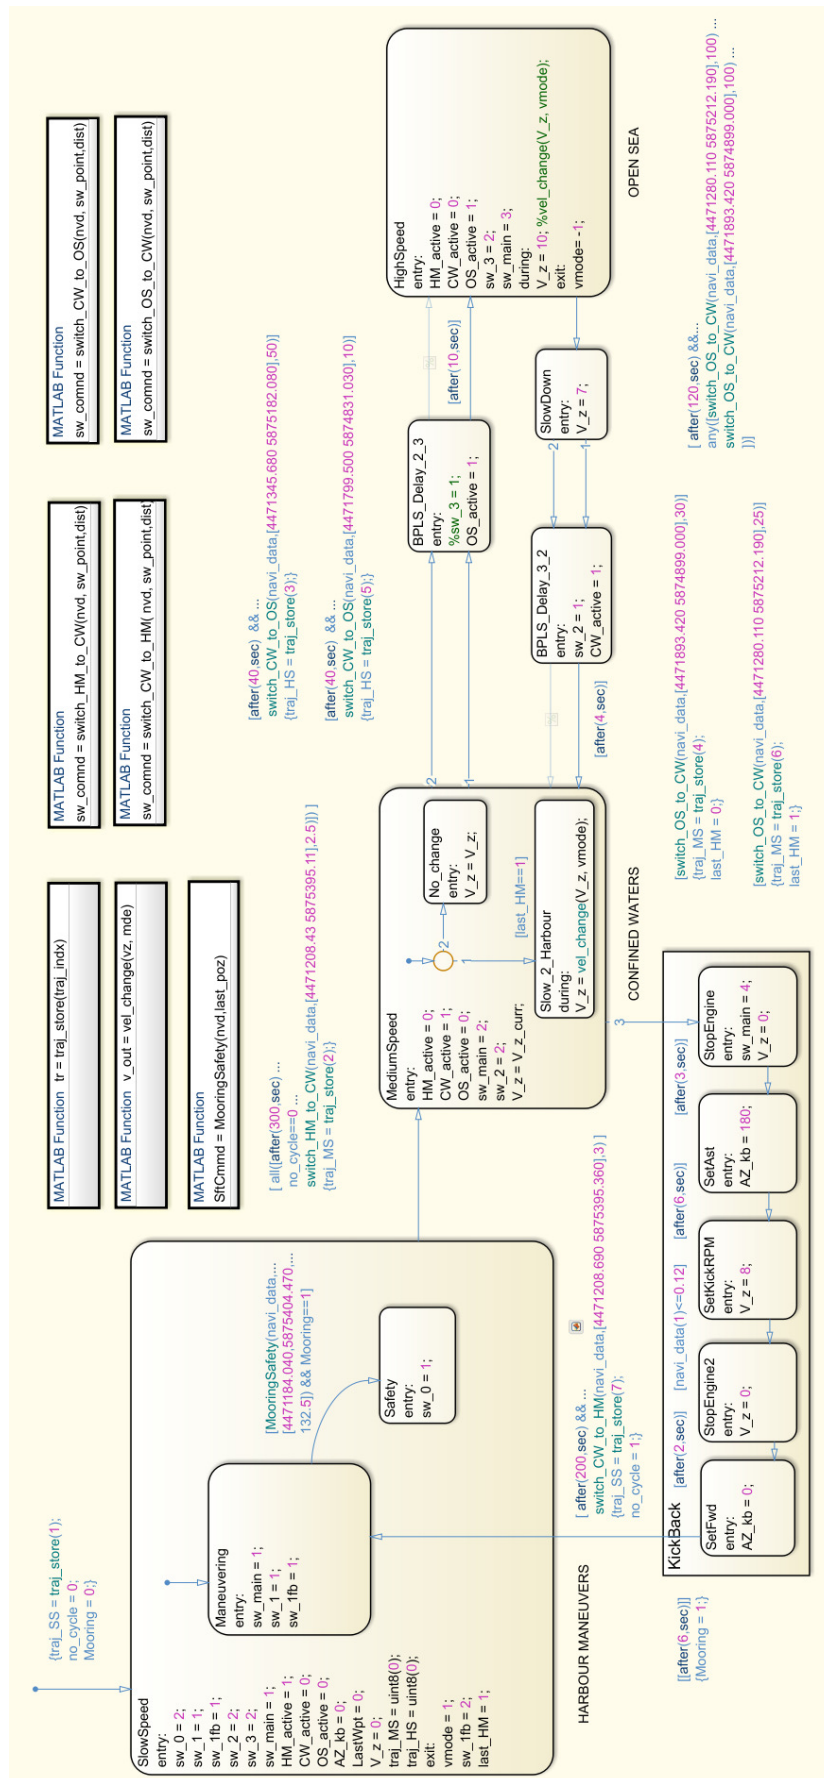 {traj_SS = traj_store(1);
no_cycle = 0;
Mooring = 0;}
SlowSpeed
entry:
sw_0 = 2;
sw_1 = 1;
sw_1fb = 1;
sw_2 = 2;
sw_3 = 2;
sw_main = 1;
HM_active = 1;
CW_active = 0;
OS_active = 0;
AZ_kb = 0;
LastWpt = 0;
V_z = 0;
traj_MS = uint8(0);
traj_HS = uint8(0);
exit:
vmode = 1;
sw_1fb = 2;
last_HM = 1;
Maneuvering
entry:
sw_main = 1;
sw_1 = 1;
sw_1fb = 1;
[MooringSafety(navi_data,...
[4471184.040,5875404.470,...
132.5]) && Mooring==1]
Safety
entry:
sw_0 = 1;
HARBOUR MANEUVERS
MATLAB Function tr = traj_store(traj_indx)
MATLAB Function v_out = vel_change(vz, mde)
MATLAB Function
SftCmmd = MooringSafety(nvd,last_poz)
MATLAB Function
sw_comnd = switch_HM_to_CW(nvd, sw_point,dist)
MATLAB Function
sw_comnd = switch_CW_to_HM( nvd, sw_point,dist)
MATLAB Function
sw_comnd = switch_CW_to_OS(nvd, sw_point,dist)
MATLAB Function
sw_comnd = switch_OS_to_CW(nvd, sw_point,dist)
[ all([after(300,sec) ...
no_cycle==0 ...
switch_HM_to_CW(navi_data,[4471208.43 5875395.11],2.5)]) ]
{traj_MS = traj_store(2);}
MediumSpeed
entry:
HM_active = 0;
CW_active = 1;
OS_active = 0;
sw_main = 2;
sw_2 = 2;
V_z = V_z_curr;
No_change
entry:
V_z = V_z;
2
1
[last_HM==1]
Slow_2_Harbour
during:
V_z = vel_change(V_z, vmode);
2
1
3
CONFINED WATERS
[after(40,sec) && ...
switch_CW_to_OS(navi_data,[4471345.680 5875182.080],50)]
{traj_HS = traj_store(3);}
[after(40,sec) && ...
switch_CW_to_OS(navi_data,[4471799.500 5874831.030],10)]
{traj_HS = traj_store(5);}
BPLS_Delay_2_3
entry:
%sw_3 = 1;
OS_active = 1;
[after(10,sec)]
HighSpeed
entry:
HM_active = 0;
CW_active = 0;
OS_active = 1;
sw_3 = 2;
sw_main = 3;
during:
V_z = 10; %vel_change(V_z, vmode);
exit:
vmode= -1;
OPEN SEA
SlowDown
entry:
V_z = 7;
2
1
BPLS_Delay_3_2
entry:
sw_2 = 1;
CW_active = 1;
[after(4,sec)]
[ after(120,sec) &&...
any([switch_OS_to_CW(navi_data,[4471280.110 5875212.190],100) ...
switch_OS_to_CW(navi_data,[4471893.420 5874899.000],100) ...
])]
[switch_OS_to_CW(navi_data,[4471893.420 5874899.000],30)]
{traj_MS = traj_store(4);
last_HM = 0;}
[switch_OS_to_CW(navi_data,[4471280.110 5875212.190],25)]
{traj_MS = traj_store(6);
last_HM = 1;}
[ after(200,sec) && ...
switch_CW_to_HM(navi_data,[4471208.690 5875395.360],3) ]
{traj_SS = traj_store(7);
no_cycle = 1;}
KickBack
StopEngine
entry:
sw_main = 4;
V_z = 0;
[after(3,sec)]
SetAst
entry:
AZ_kb = 180;
[after(6,sec)]
SetKickRPM
entry:
V_z = 8;
[navi_data(1)<=0.12]
StopEngine2
entry:
V_z = 0;
[after(2,sec)]
SetFwd
entry:
AZ_kb = 0;
[[after(6,sec)]]
{Mooring = 1;}